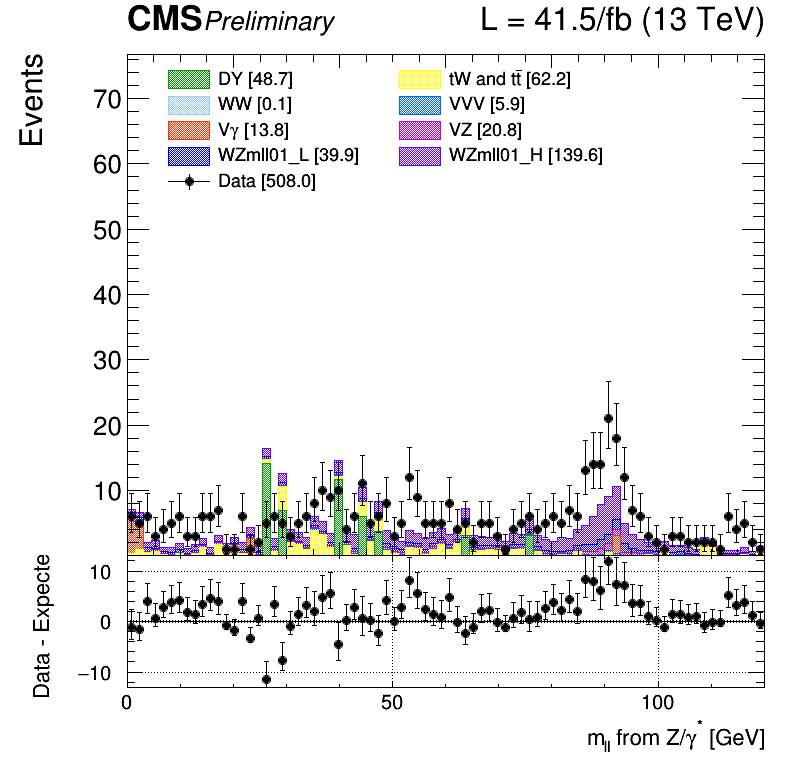 CMS Preliminary L = 41.5/fb (13 TeV)
Events
DY [48.7] tW and tt̄ [62.2]
WW [0.1] VVV [5.9]
Vγ [13.8] VZ [20.8]
WZmll01_L [39.9] WZmll01_H [139.6]
Data [508.0]
70
60
50
40
30
20
10
Data - Expecte
10
0
−10
0 50 100
m_ll from Z/γ* [GeV]